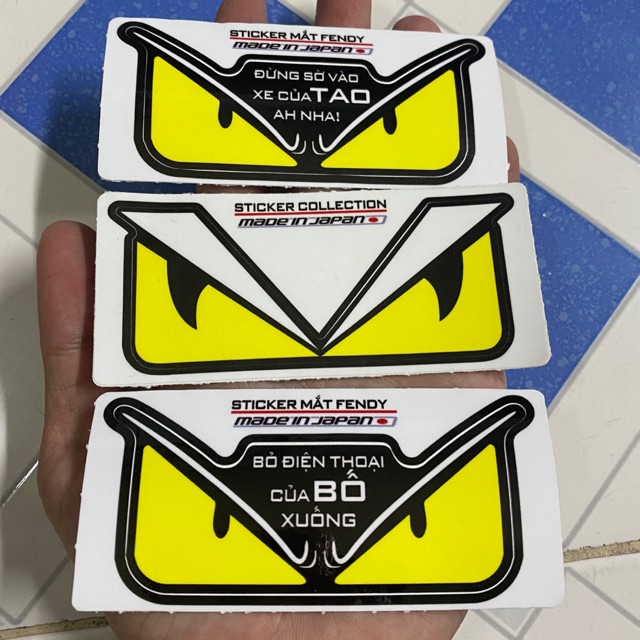 STICKER MẮT FENDY
MADE IN JAPAN
ĐỪNG SỜ VÀO
XE CỦA TAO
AH NHA!
STICKER COLLECTION
MADE IN JAPAN
STICKER MẮT FENDY
MADE IN JAPAN
BỎ ĐIỆN THOẠI
CỦA BỐ
XUỐNG